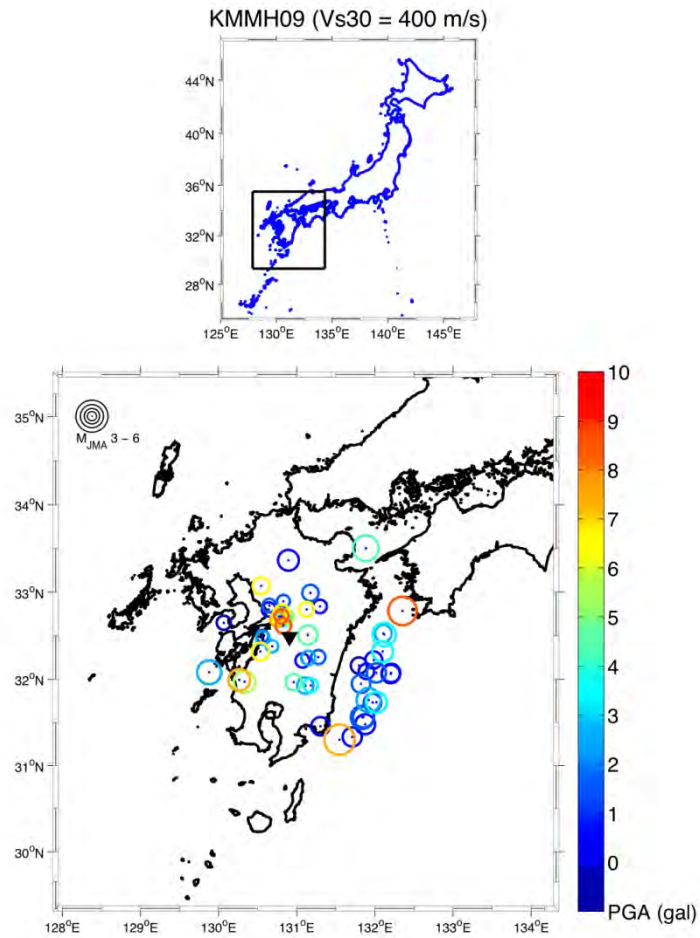 KMMH09 (Vs30 = 400 m/s)
44°N
40°N
36°N
32°N
28°N
125°E 130°E 135°E 140°E 145°E
35°N
34°N
33°N
32°N
31°N
30°N
M JMA 3 − 6
10
9
8
7
6
5
4
3
2
1
0
PGA (gal)
128°E 129°E 130°E 131°E 132°E 133°E 134°E